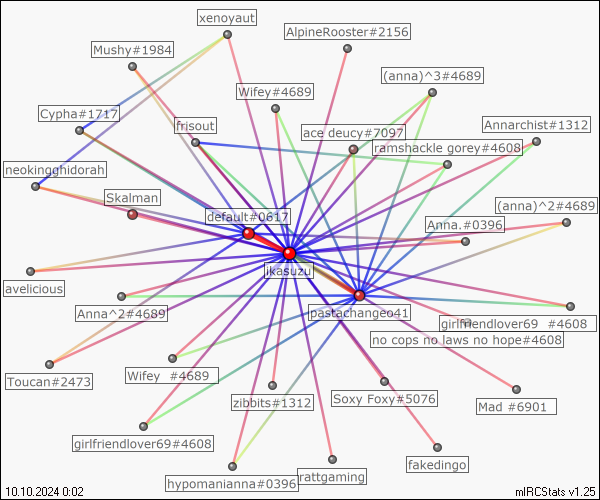 xenoyaut
AlpineRooster#2156
Mushy#1984
(anna)^3#4689
Wifey#4689
Cypha#1717
frisout
ace deucy#7097
Annarchist#1312
ramshackle gorey#4608
neokingghidorah
Skalman
default#0617
(anna)^2#4689
Anna.#0396
ikasuzu
avelicious
Anna^2#4689
pastachangeo41
girlfriendlover69 #4608
no cops no laws no hope#4608
Toucan#2473
Wifey #4689
zibbits#1312
Soxy Foxy#5076
Mad #6901
girlfriendlover69#4608
fakedingo
hypomanianna#0396
rattgaming
10.10.2024 0:02
mIRCStats v1.25